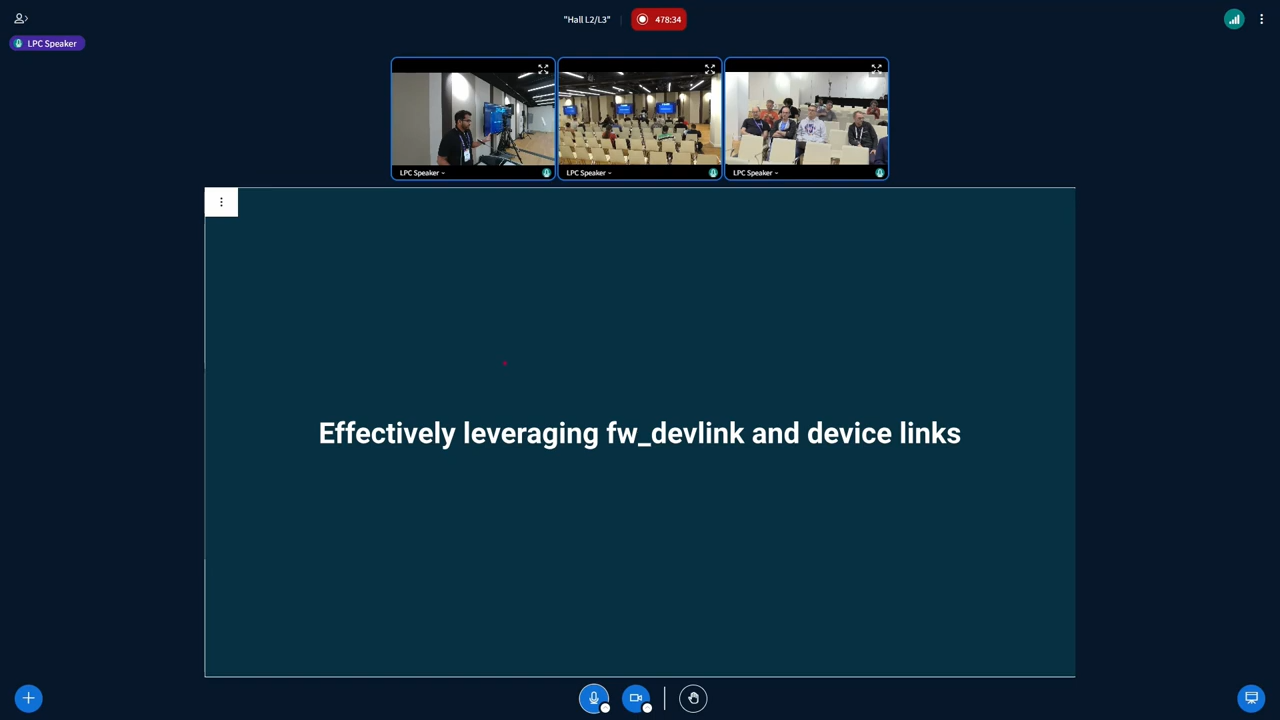 "Hall L2/L3"
478:34
LPC Speaker
LPC Speaker
LPC Speaker
LPC Speaker
Effectively leveraging fw_devlink and device links